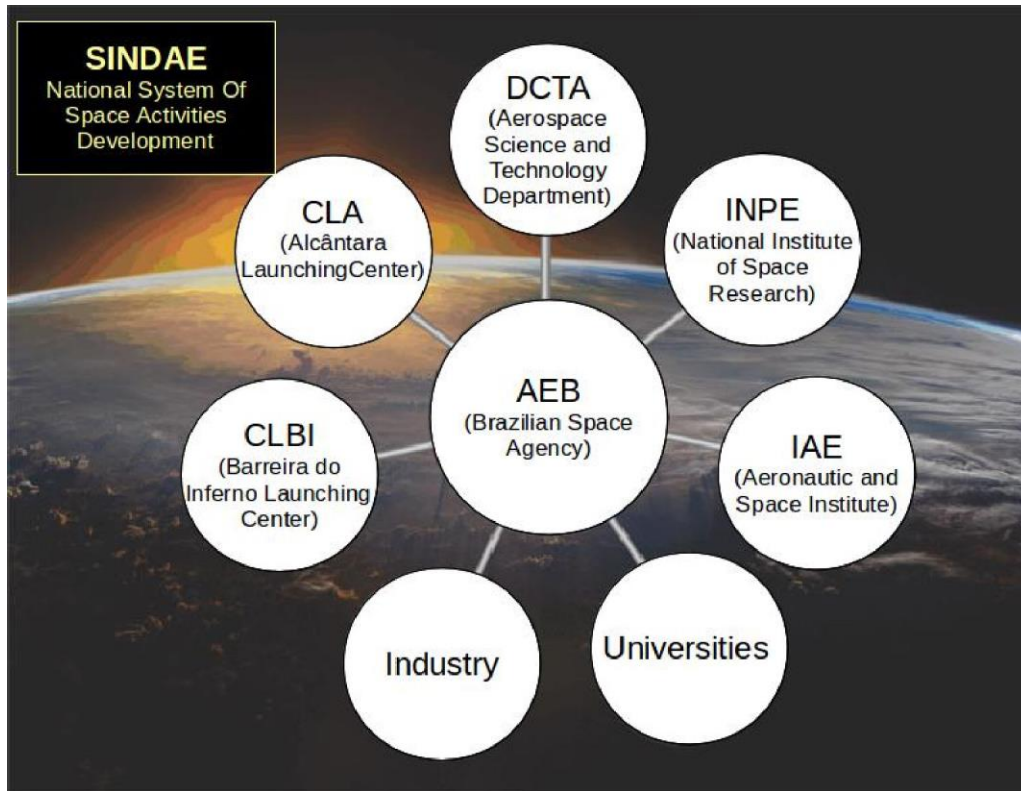 SINDAE
National System Of
Space Activities
Development
DCTA
(Aerospace
Science and
Technology
Department)
CLA
(Alcântara
LaunchingCenter)
INPE
(National Institute
of Space
Research)
AEB
(Brazilian Space
Agency)
CLBI
(Barreira do
Inferno Launching
Center)
IAE
(Aeronautic and
Space Institute)
Industry
Universities